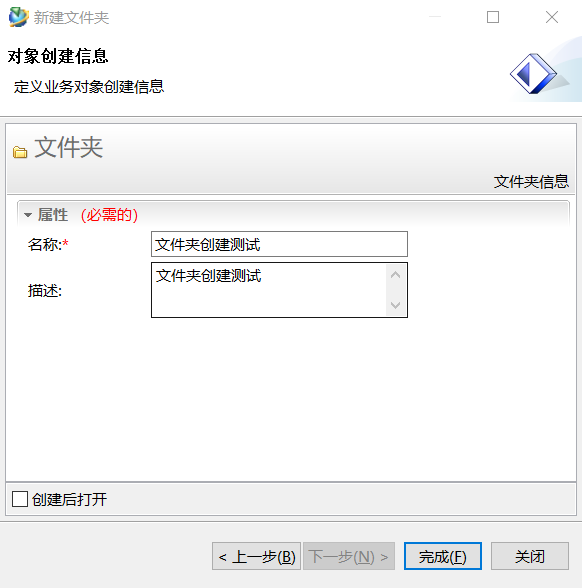 新建文件夹
对象创建信息
定义业务对象创建信息
文件夹
文件夹信息
属性 (必需的)
名称:* 文件夹创建测试
描述: 文件夹创建测试
创建后打开
< 上一步(B) 下一步(N) > 完成(F) 关闭